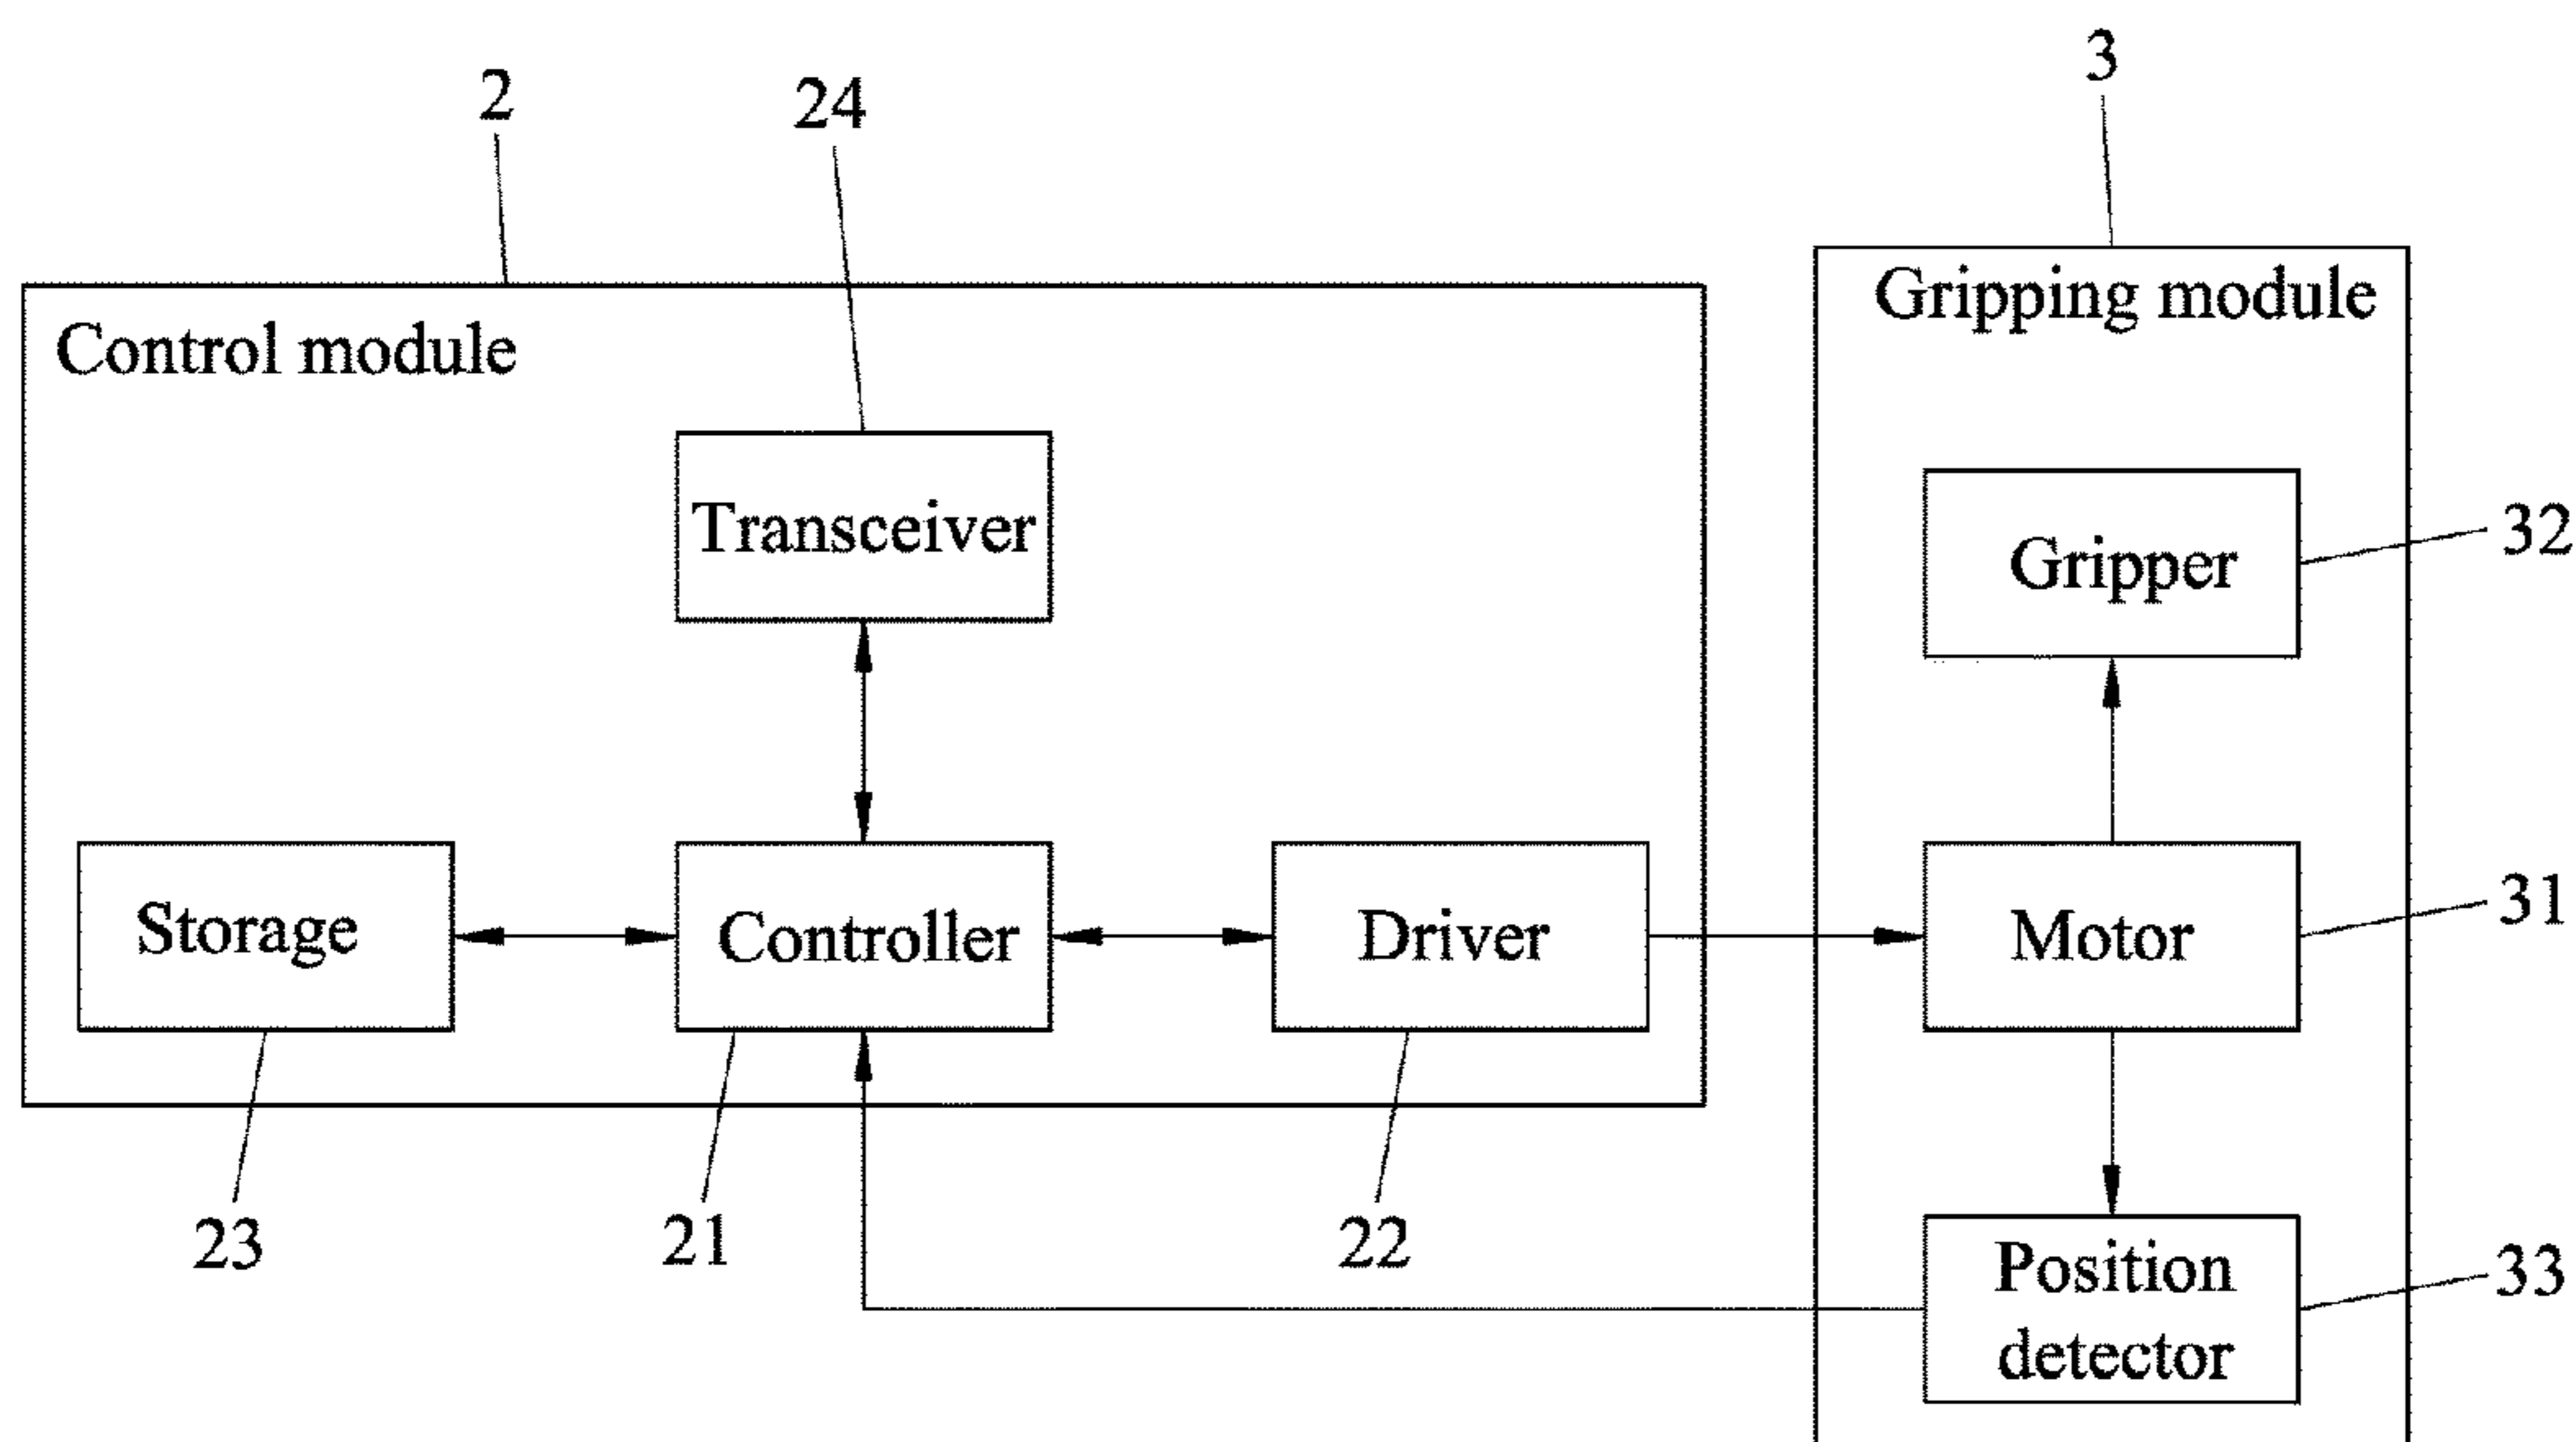 3
2
24
Gripping module
Control module
Transceiver
Gripper
32
Storage
Controller
Driver
Motor
31
23
21
22
Position
detector
33